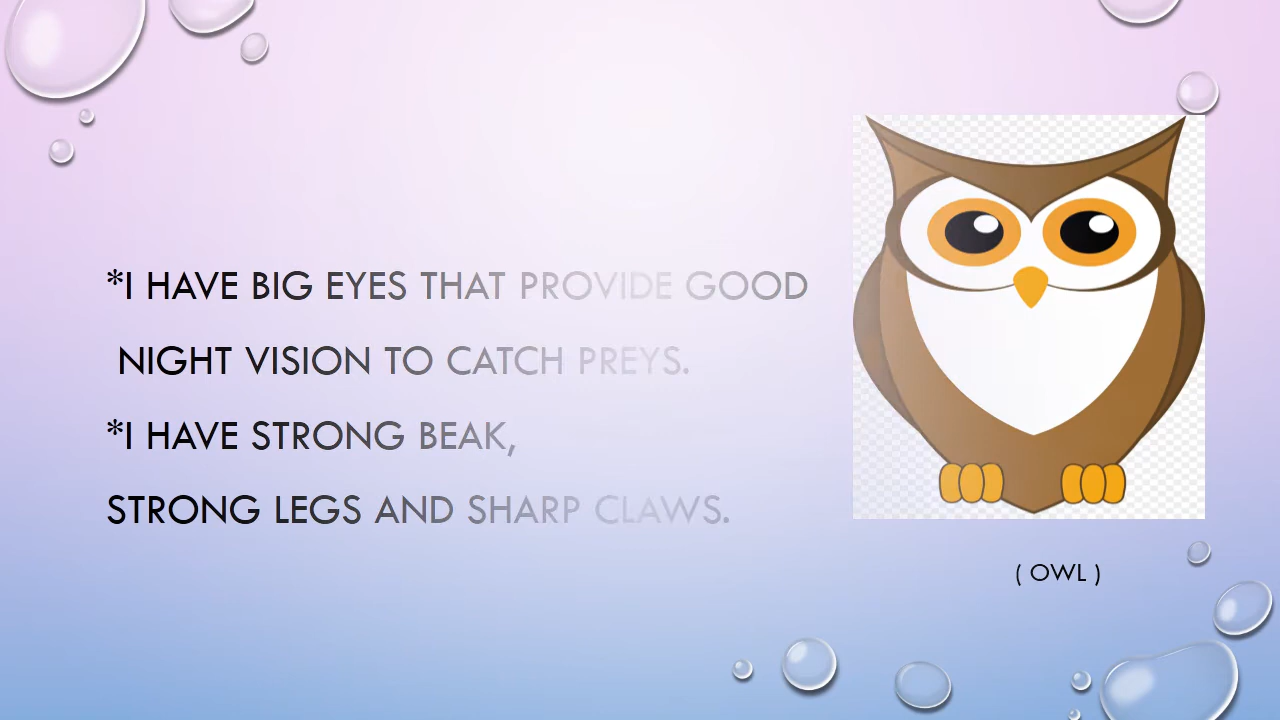 *I HAVE BIG EYES THAT PROVIDE GOOD
NIGHT VISION TO CATCH PREYS.
*I HAVE STRONG BEAK,
STRONG LEGS AND SHARP CLAWS.
( OWL )